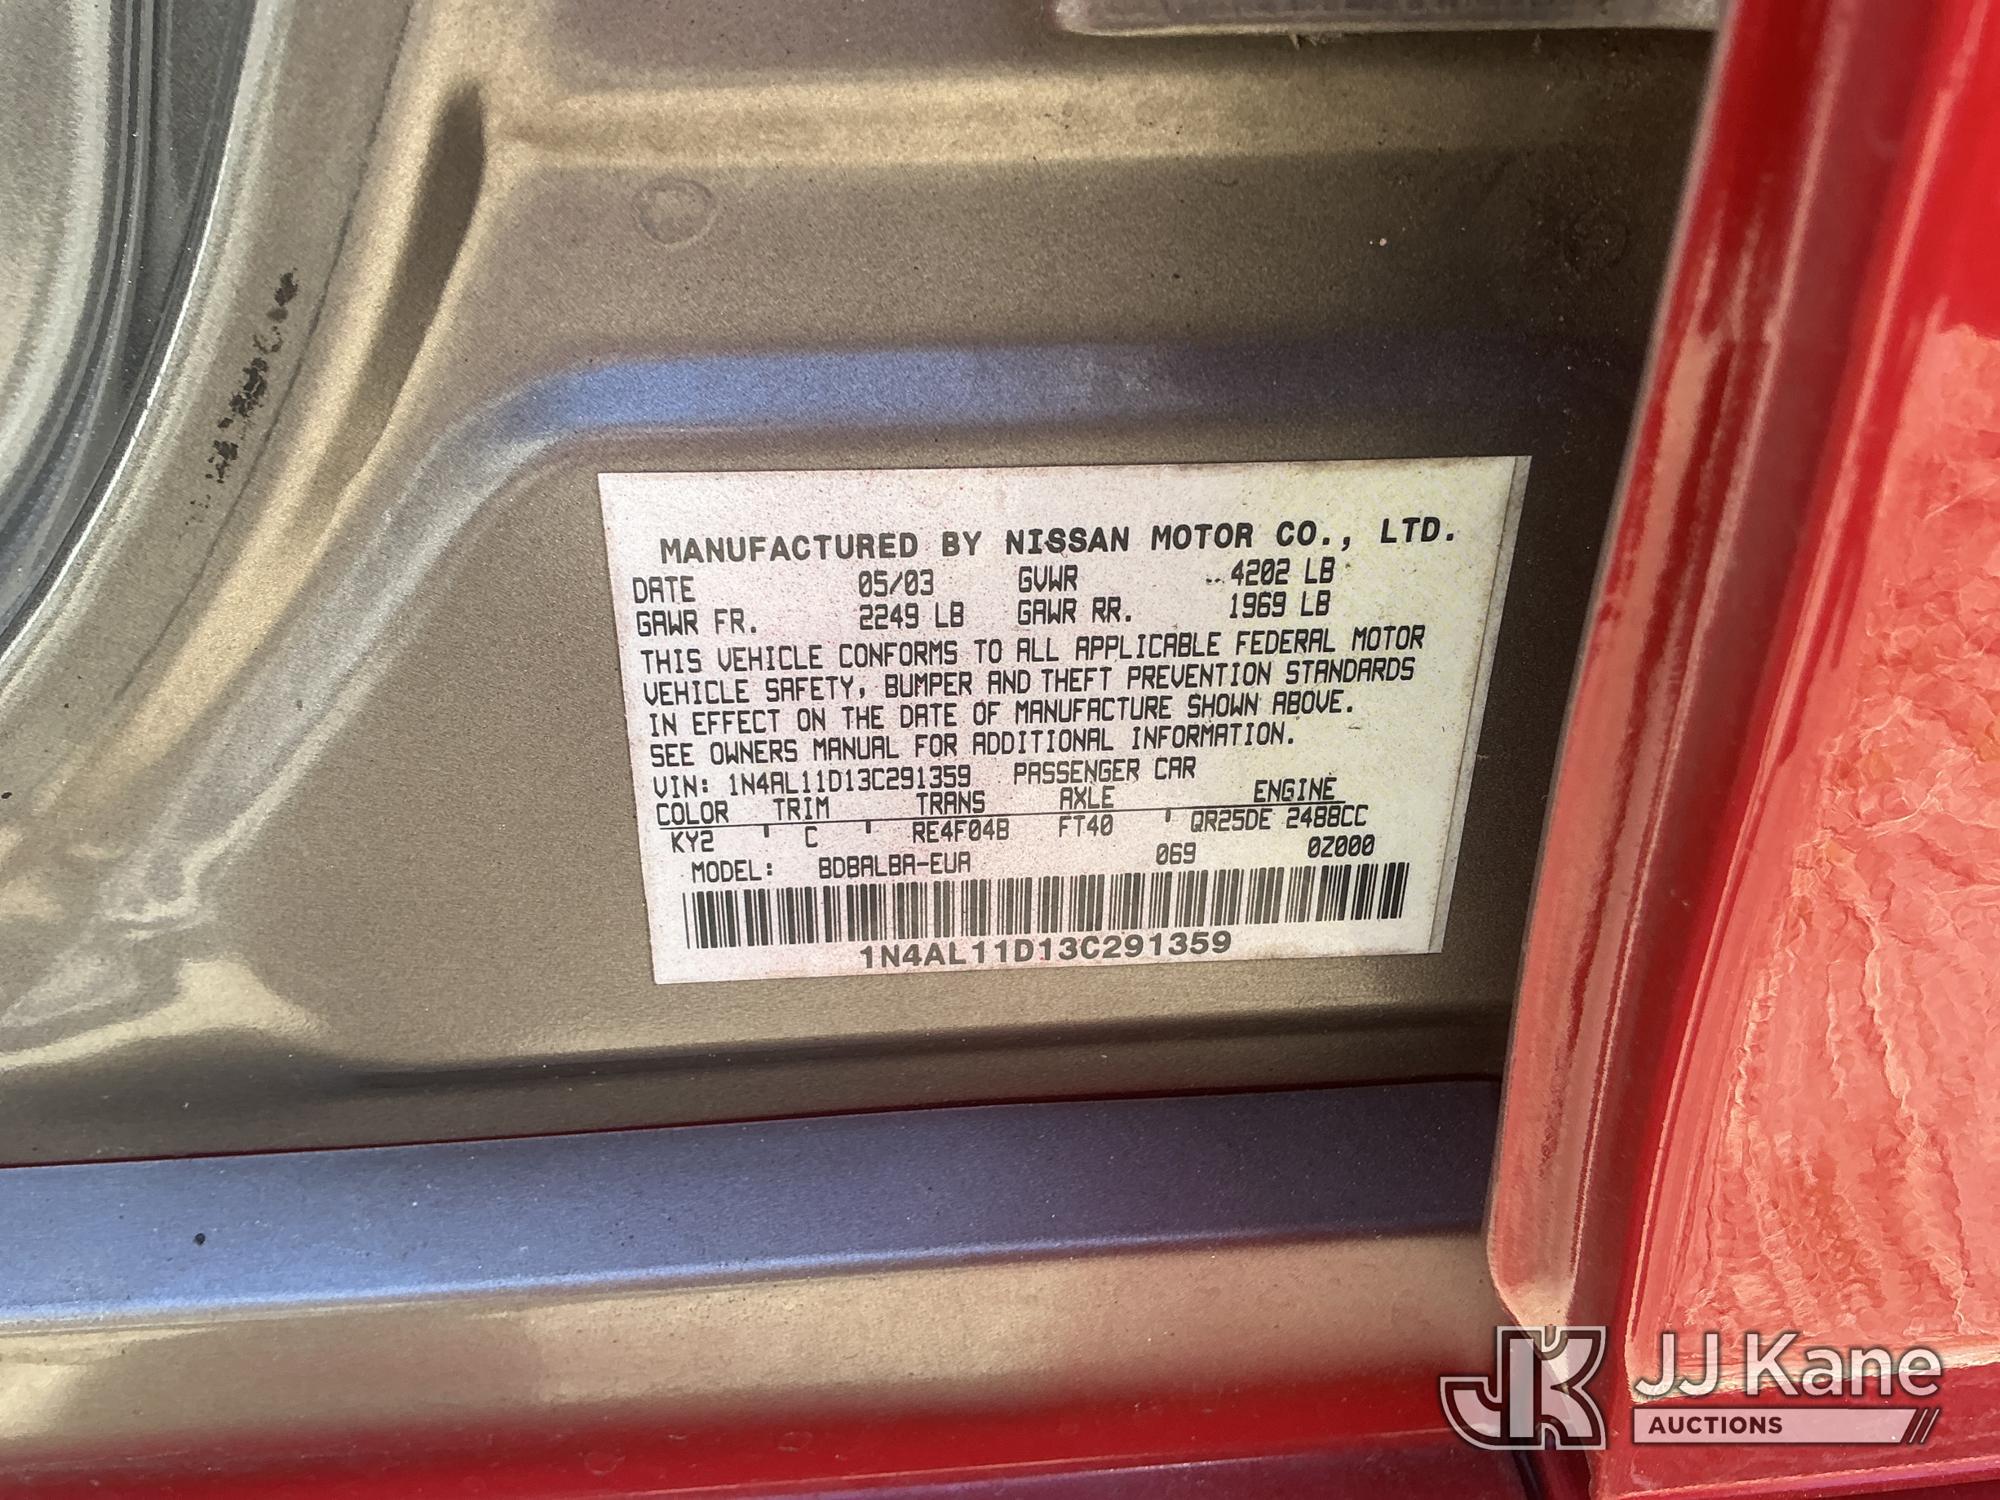 MANUFACTURED BY NISSAN MOTOR CO., LTD.
DATE 05/03 GVWR 4202 LB
GAWR FR. 2249 LB GAWR RR. 1969 LB
THIS VEHICLE CONFORMS TO ALL APPLICABLE FEDERAL MOTOR
VEHICLE SAFETY, BUMPER AND THEFT PREVENTION STANDARDS
IN EFFECT ON THE DATE OF MANUFACTURE SHOWN ABOVE.
SEE OWNERS MANUAL FOR ADDITIONAL INFORMATION.
VIN: 1N4AL11D13C291359 PASSENGER CAR
COLOR TRIM TRANS AXLE ENGINE
KY2 C RE4F04B FT40 QR25DE 2488CC
069 0Z000
MODEL: BDBALBA-EUA
1N4AL11D13C291359
JK JJ Kane
AUCTIONS